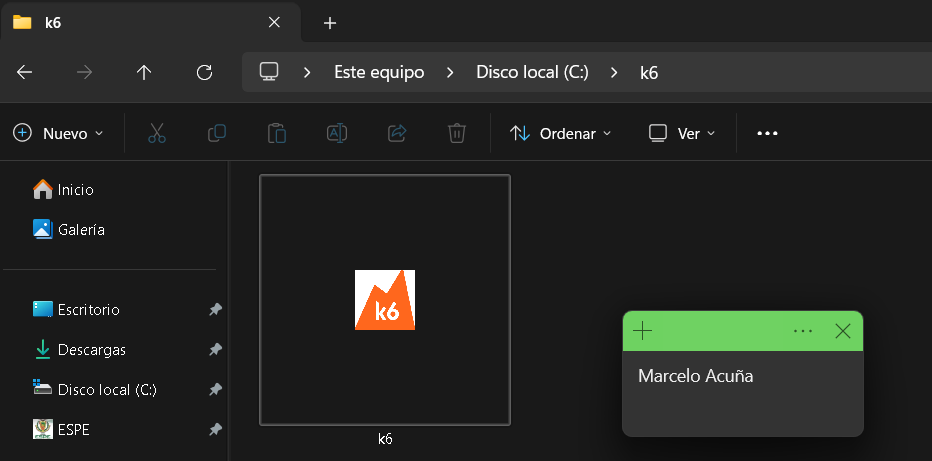 k6
Este equipo
Disco local (C:)
k6
Nuevo
Ordenar
Ver
Inicio
Galería
Escritorio
Descargas
Disco local (C:)
ESPE
k6
k6
Marcelo Acuña